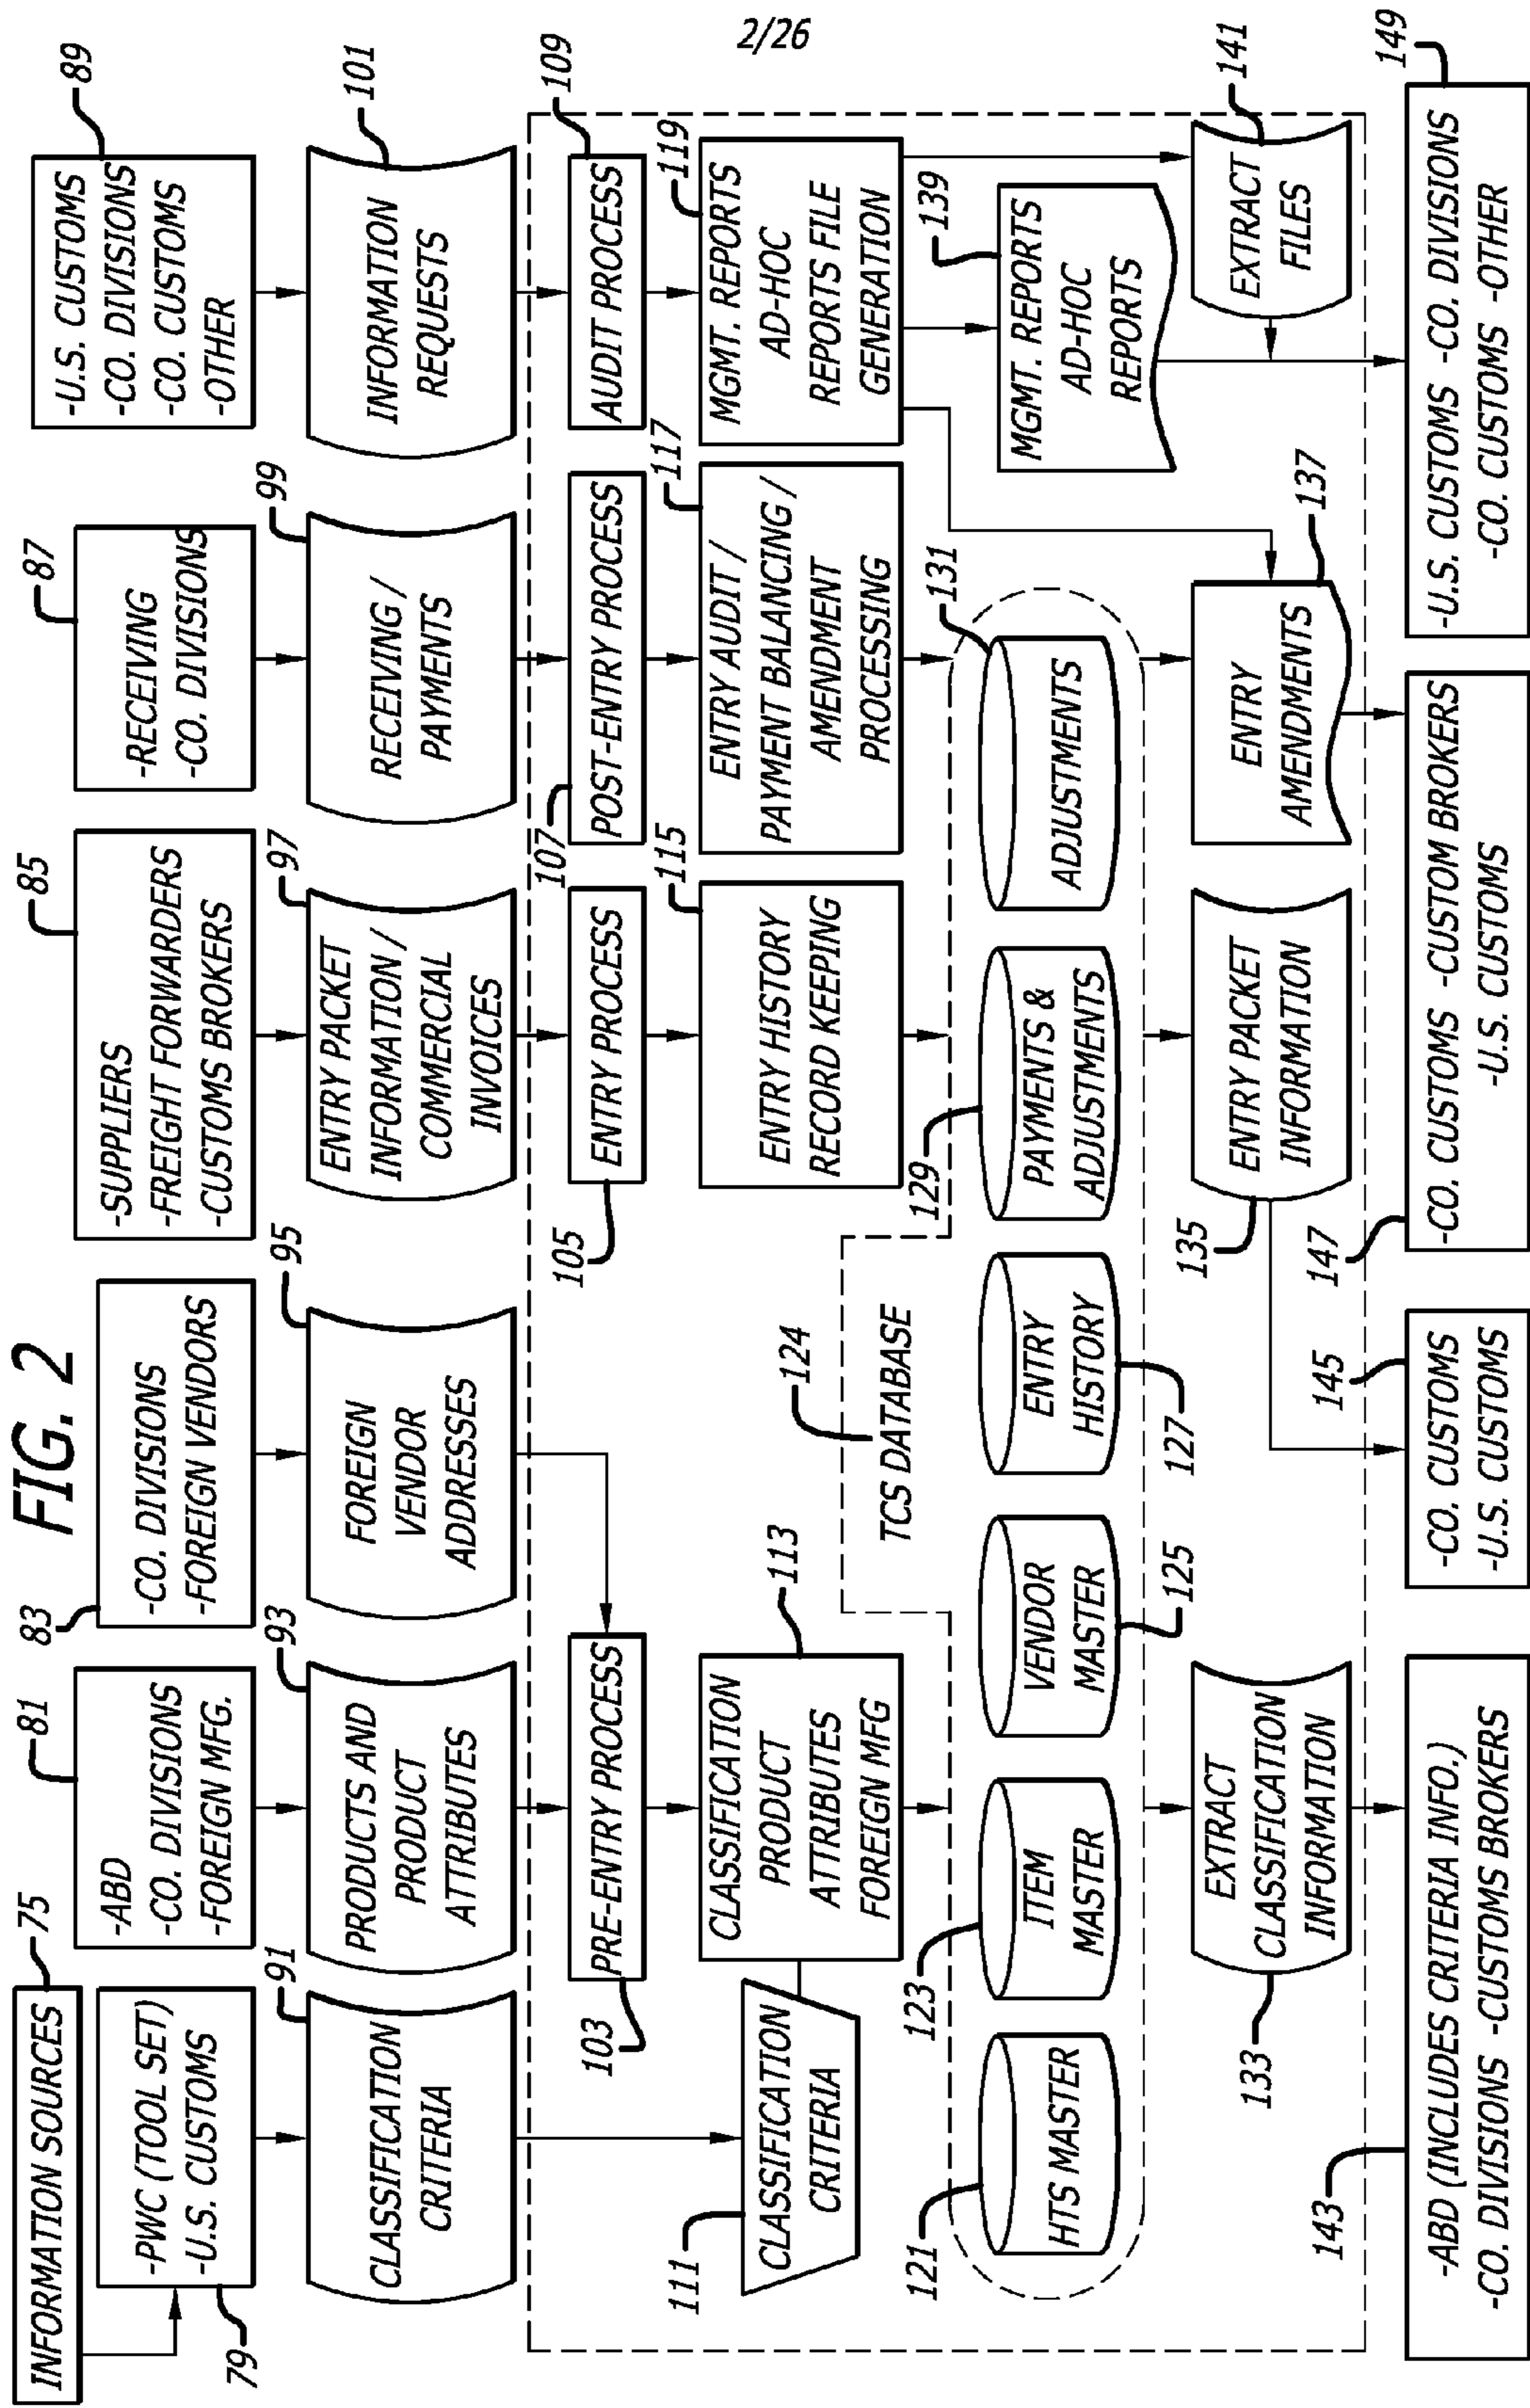 2/26
FIG. 2
INFORMATION SOURCES
75
-PWC (TOOL SET)
-U.S. CUSTOMS
79
-ABD
-CO. DIVISIONS
-FOREIGN MFG.
81
-CO. DIVISIONS
-FOREIGN VENDORS
83
-SUPPLIERS
-FREIGHT FORWARDERS
-CUSTOMS BROKERS
85
-RECEIVING
-CO. DIVISIONS
87
-U.S. CUSTOMS
-CO. DIVISIONS
-CO. CUSTOMS
-OTHER
89
CLASSIFICATION
CRITERIA
91
PRODUCTS AND
PRODUCT
ATTRIBUTES
93
FOREIGN
VENDOR
ADDRESSES
95
ENTRY PACKET
INFORMATION /
COMMERCIAL
INVOICES
97
RECEIVING /
PAYMENTS
99
INFORMATION
REQUESTS
101
PRE-ENTRY PROCESS
103
ENTRY PROCESS
105
POST-ENTRY PROCESS
107
AUDIT PROCESS
109
CLASSIFICATION
CRITERIA
111
CLASSIFICATION
PRODUCT
ATTRIBUTES
FOREIGN MFG
113
ENTRY HISTORY
RECORD KEEPING
115
ENTRY AUDIT /
PAYMENT BALANCING /
AMENDMENT
PROCESSING
117
MGMT. REPORTS
AD-HOC
REPORTS FILE
GENERATION
119
TCS DATABASE
124
HTS MASTER
121
ITEM
MASTER
123
VENDOR
MASTER
125
ENTRY
HISTORY
127
PAYMENTS &
ADJUSTMENTS
129
ADJUSTMENTS
131
MGMT. REPORTS
AD-HOC
REPORTS
139
EXTRACT
CLASSIFICATION
INFORMATION
133
ENTRY PACKET
INFORMATION
135
ENTRY
AMENDMENTS
137
EXTRACT
FILES
141
-ABD (INCLUDES CRITERIA INFO.)
-CO. DIVISIONS -CUSTOMS BROKERS
143
-CO. CUSTOMS
-U.S. CUSTOMS
145
-CO. CUSTOMS -CUSTOM BROKERS
-U.S. CUSTOMS
147
-U.S. CUSTOMS -CO. DIVISIONS
-CO. CUSTOMS -OTHER
149